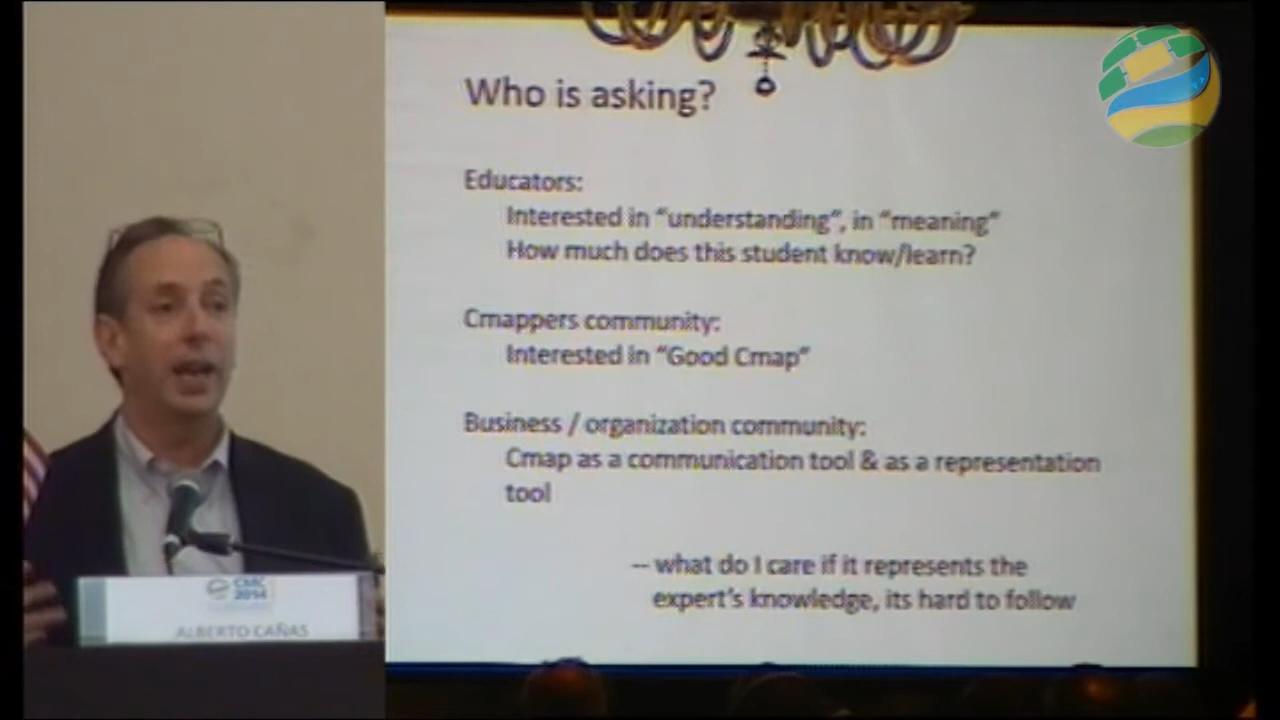 Who is asking?
Educators:
Interested in “understanding”, in “meaning”
How much does this student know/learn?
Cmappers community:
Interested in “Good Cmap”
Business / organization community:
Cmap as a communication tool & as a representation
tool
-- what do I care if it represents the
expert’s knowledge, its hard to follow
CMC
2014
ALBERTO CAÑAS